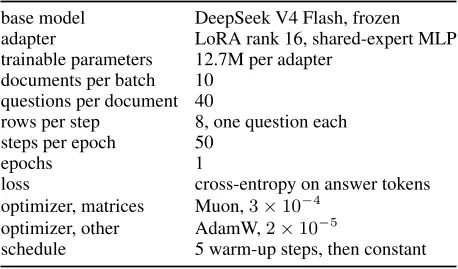 base model DeepSeek V4 Flash, frozen
adapter LoRA rank 16, shared-expert MLP
trainable parameters 12.7M per adapter
documents per batch 10
questions per document 40
rows per step 8, one question each
steps per epoch 50
epochs 1
loss cross-entropy on answer tokens
optimizer, matrices Muon, 3 × 10⁻⁴
optimizer, other AdamW, 2 × 10⁻⁵
schedule 5 warm-up steps, then constant